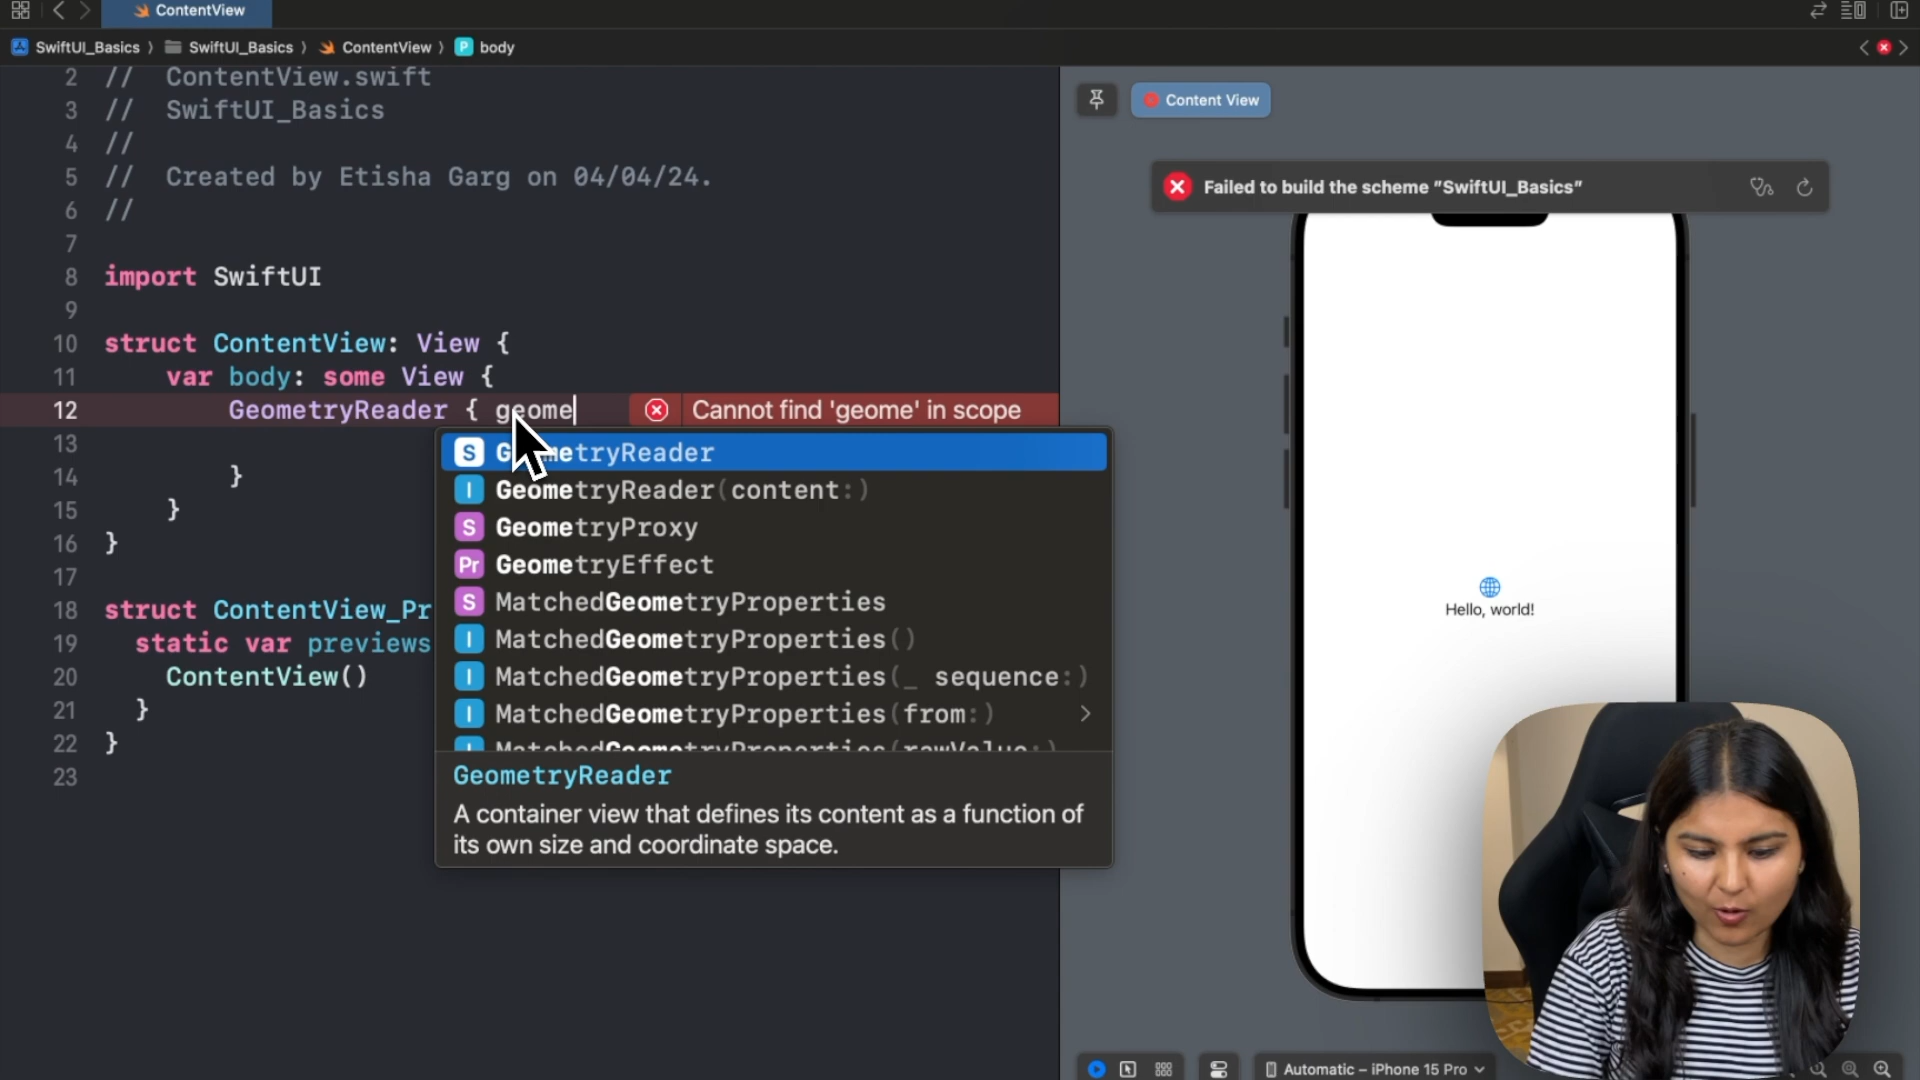 ContentView
SwiftUI_Basics 〉 SwiftUI_Basics 〉 ContentView 〉 P body
2 // ContentView.swift
3 // SwiftUI_Basics
4 //
5 // Created by Etisha Garg on 04/04/24.
6 //
7
8 import SwiftUI
9
10 struct ContentView: View {
11 var body: some View {
12 GeometryReader { geome
Cannot find 'geome' in scope
13
14 }
15 }
16 }
17
18 struct ContentView_Pr
19 static var previews
20 ContentView()
21 }
22 }
23
S GeometryReader
I GeometryReader(content:)
S GeometryProxy
Pr GeometryEffect
S MatchedGeometryProperties
I MatchedGeometryProperties()
I MatchedGeometryProperties(_ sequence:)
I MatchedGeometryProperties(from:)
MatchedGeometryProperties(rawValue:)
GeometryReader
A container view that defines its content as a function of
its own size and coordinate space.
Content View
Failed to build the scheme "SwiftUI_Basics"
Hello, world!
Automatic – iPhone 15 Pro